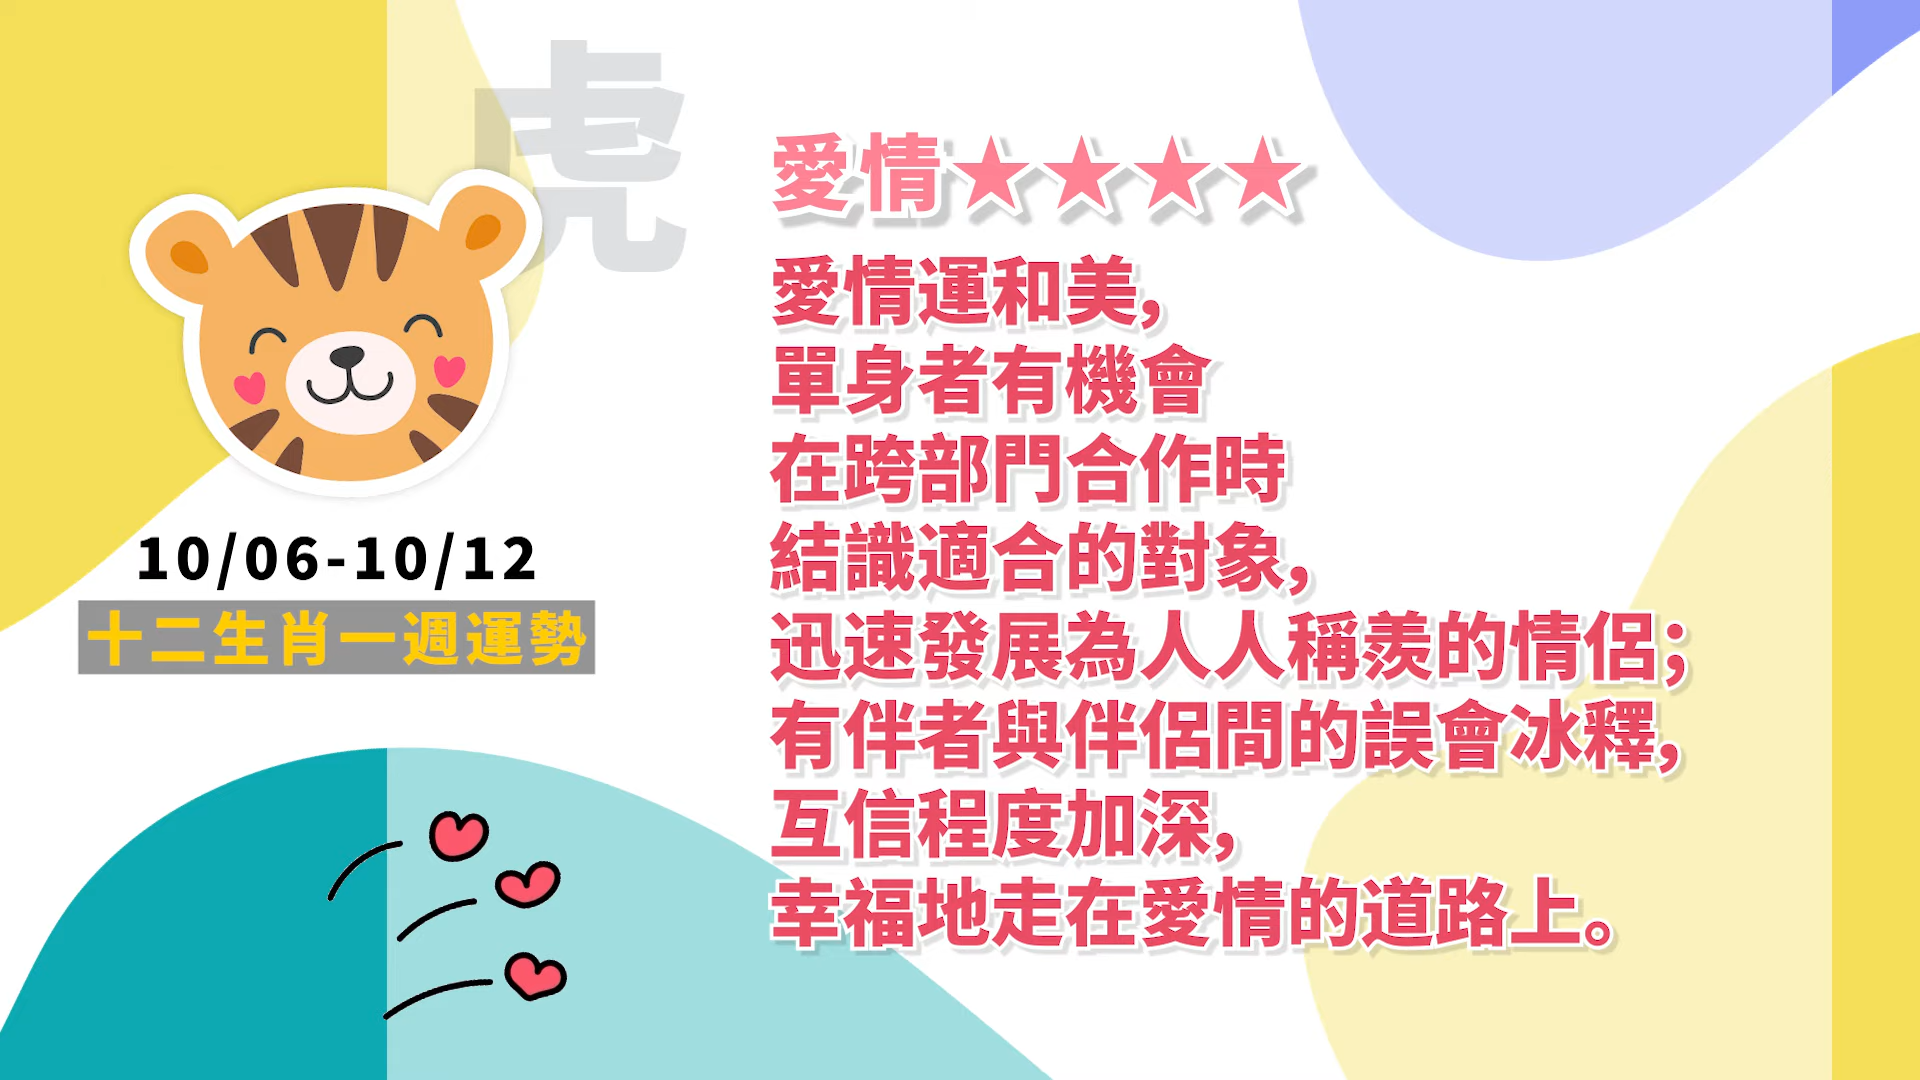 虎
10/06-10/12
十二生肖一週運勢
愛情★★★★
愛情運和美,
單身者有機會
在跨部門合作時
結識適合的對象,
迅速發展為人人稱羨的情侶;
有伴者與伴侶間的誤會冰釋,
互信程度加深,
幸福地走在愛情的道路上。